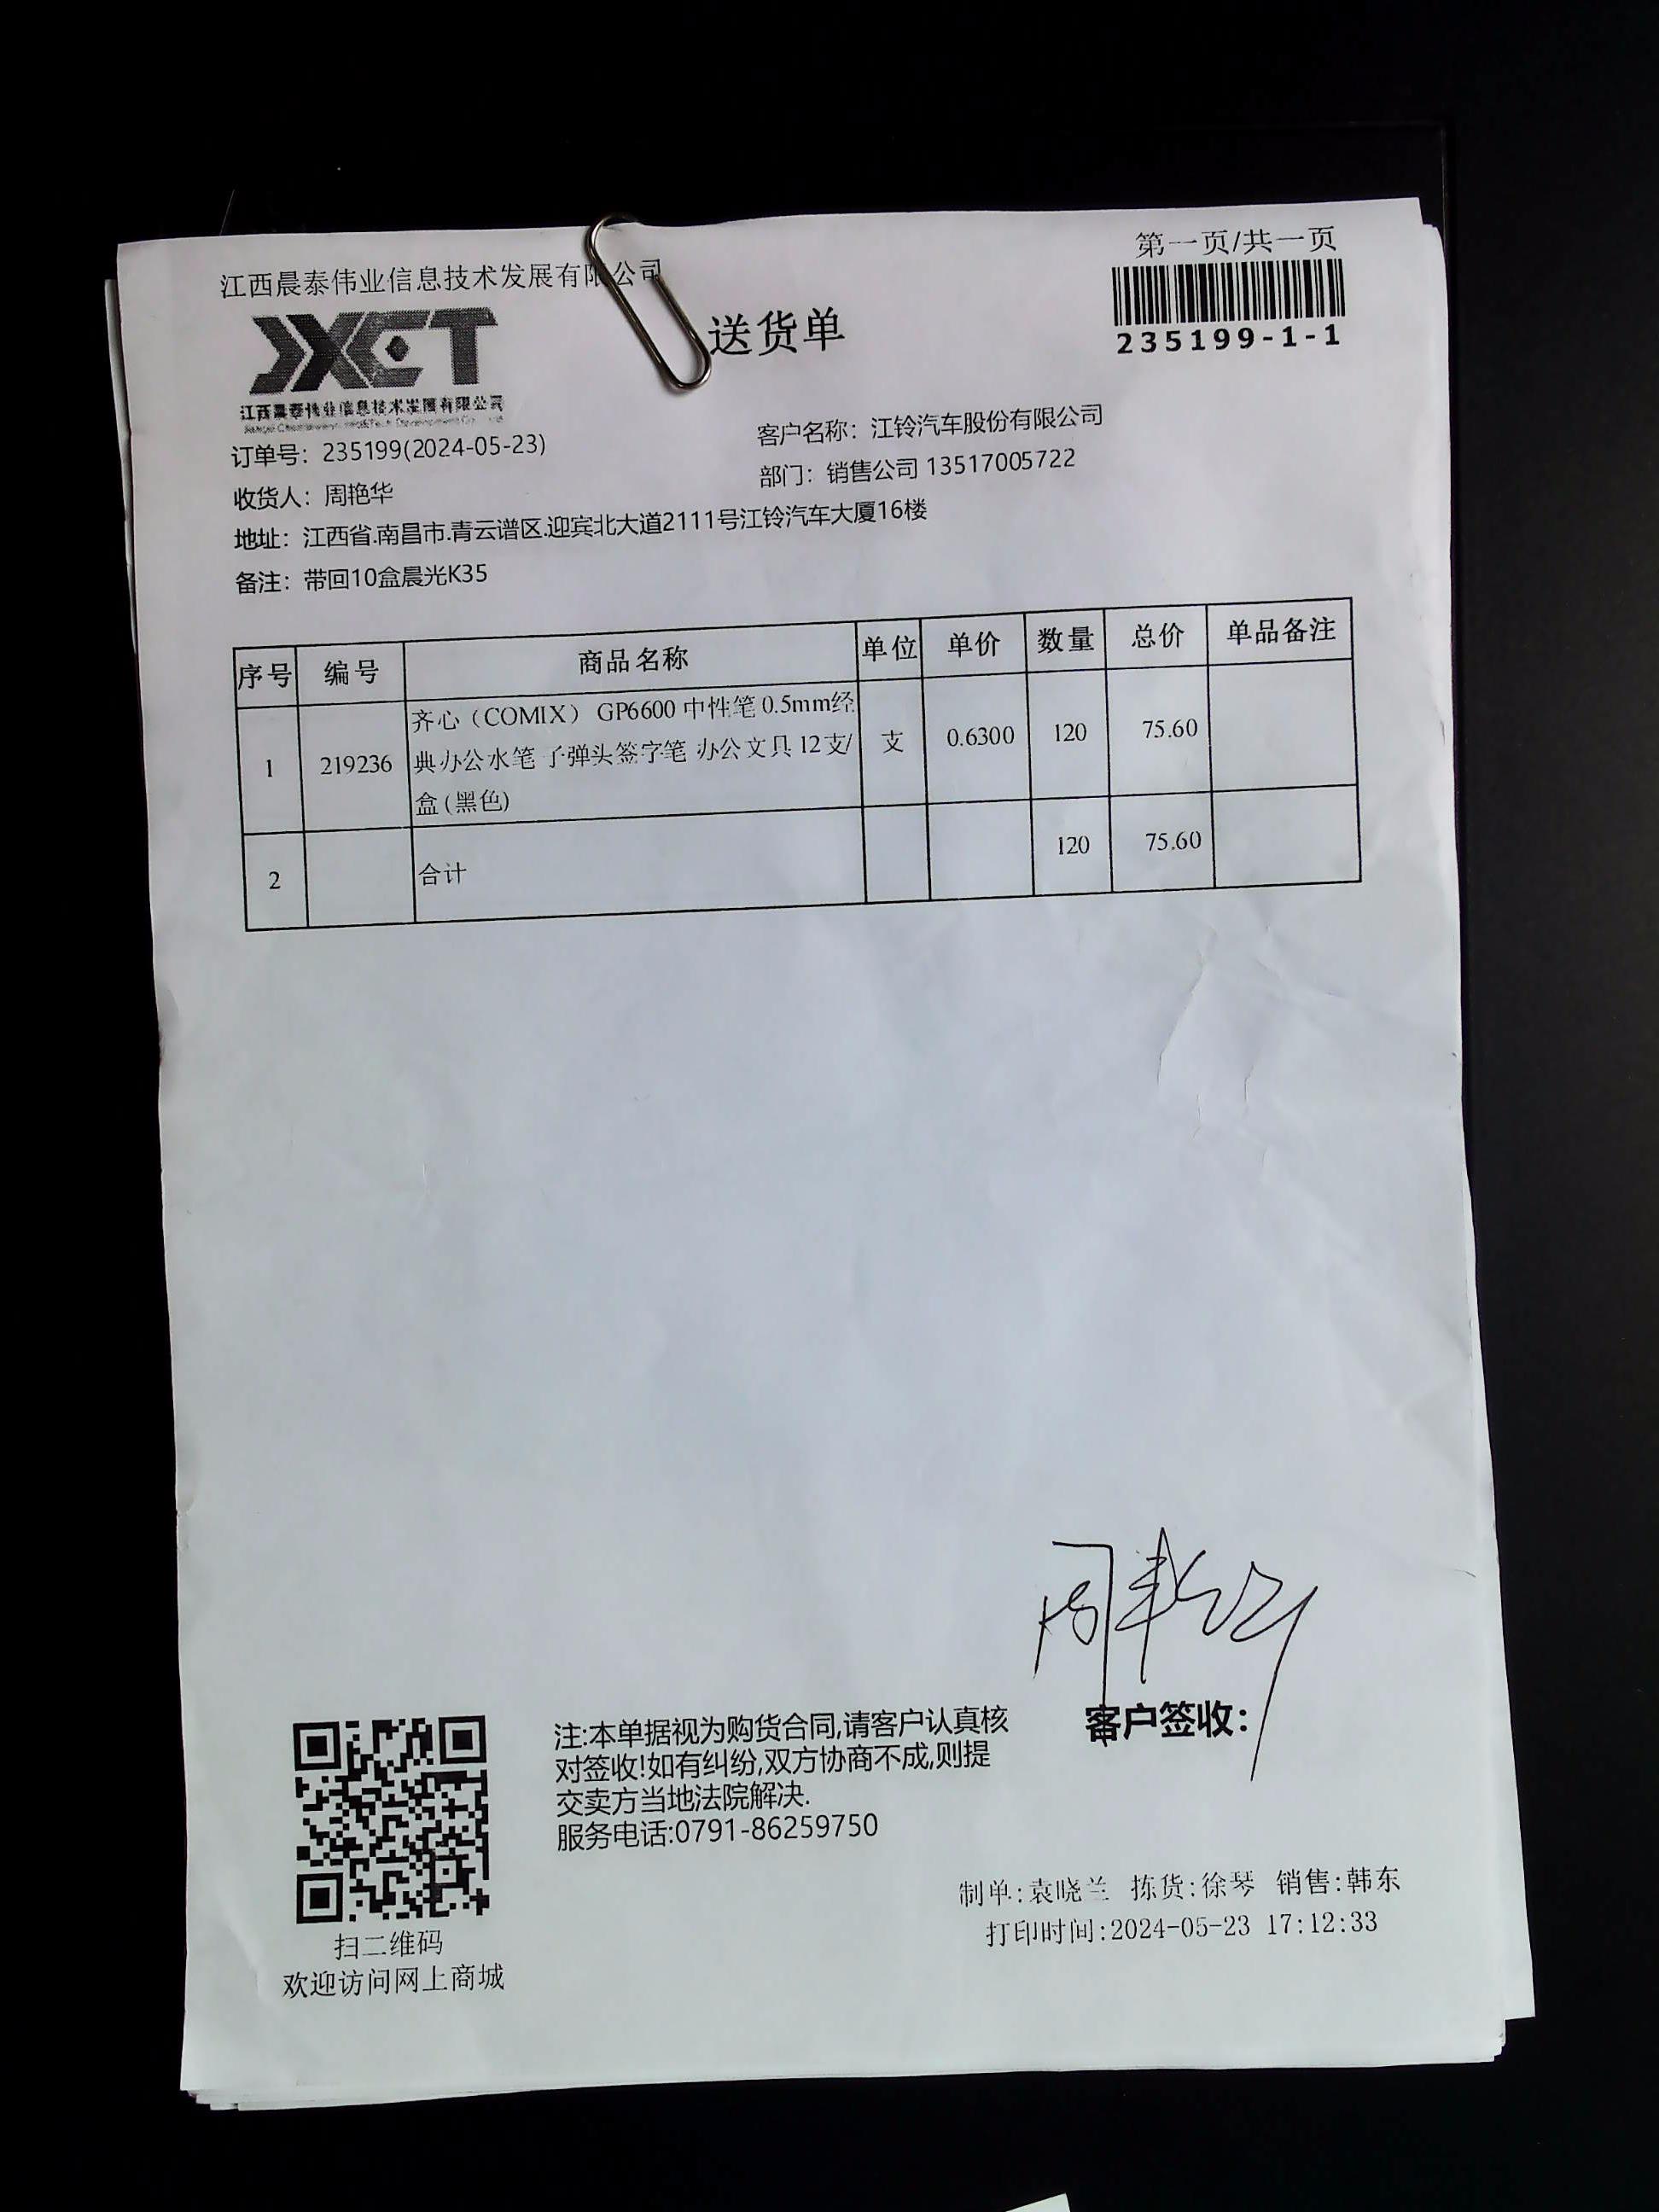 第一页/共一页
江西晨泰伟业信息技术发展有限公司
235199-1-1
送货单
JXCT
江西晨泰伟业信息技术发展有限公司
订单号：235199(2024-05-23)
客户名称：江铃汽车股份有限公司
收货人：周艳华
部门：销售公司 13517005722
地址：江西省.南昌市.青云谱区.迎宾北大道2111号江铃汽车大厦16楼
备注：带回10盒晨光K35
序号 编号 商品名称 单位 单价 数量 总价 单品备注
1 219236 齐心（COMIX） GP6600 中性笔 0.5mm经
典办公水笔 子弹头签字笔 办公文具 12支/
盒 (黑色) 支 0.6300 120 75.60
2 合计 120 75.60
注:本单据视为购货合同,请客户认真核
对签收!如有纠纷,双方协商不成,则提
交卖方当地法院解决.
服务电话:0791-86259750
客户签收：
制单:袁晓兰 拣货:徐琴 销售:韩东
打印时间:2024-05-23 17:12:33
扫二维码
欢迎访问网上商城